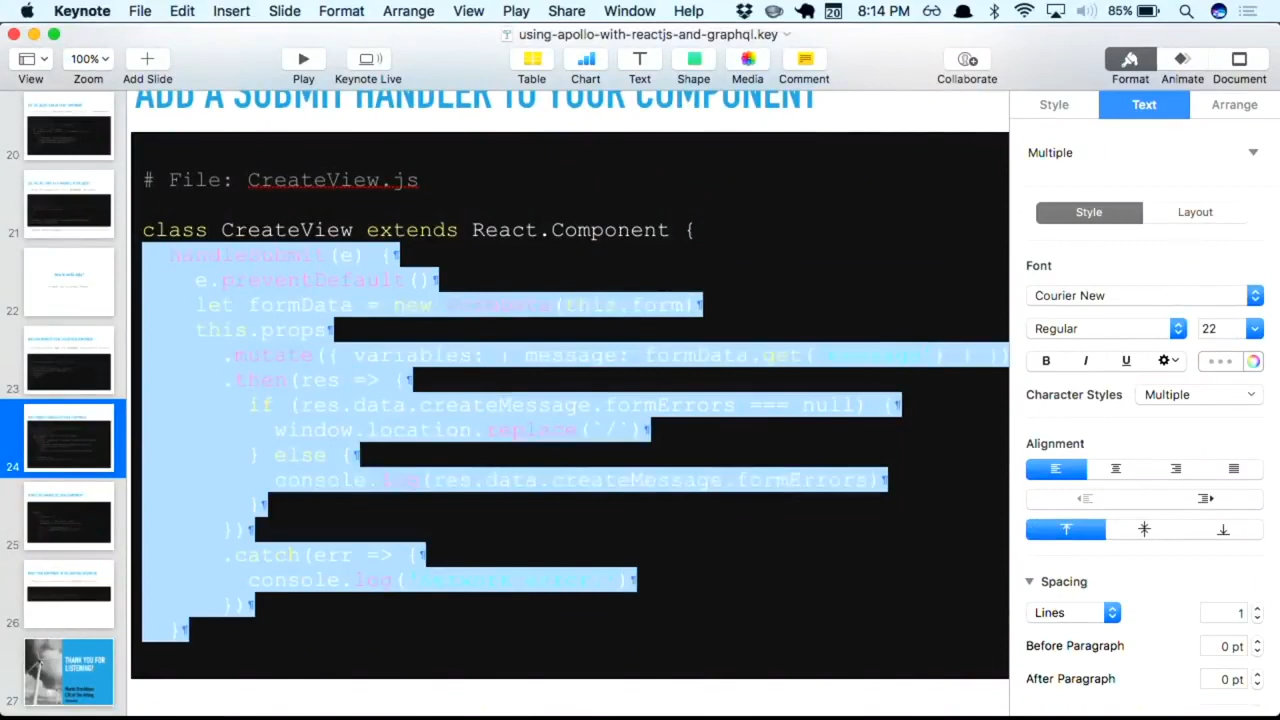 Keynote File Edit Insert Slide Format Arrange View Play Share Window Help 20 8:14 PM 85%
using-apollo-with-reactjs-and-graphql.key
100%
View Zoom Add Slide Play Keynote Live Table Chart Text Shape Media Comment Collaborate Format Animate Document
ADD A SUBMIT HANDLER TO YOUR COMPONENT
# File: CreateView.js
class CreateView extends React.Component {
handleSubmit(e) {
e.preventDefault()
let formData = new FormData(this.form)
this.props
.mutate({ variables: { message: formData.get( })
.then(res => {
if (res.data.createMessage.formErrors === null) {
window.location.replace(`/`)
} else {
console.log(res.data.createMessage.formErrors)
}
})
.catch(err => {
console.log( )
})
}
20
21
22
23
24
25
26
THANK YOU FOR
LISTENING!
27
Style Text Arrange
Multiple
Style Layout
Font
Courier New
Regular 22
B I U
Character Styles Multiple
Alignment
Spacing
Lines 1
Before Paragraph 0 pt
After Paragraph 0 pt